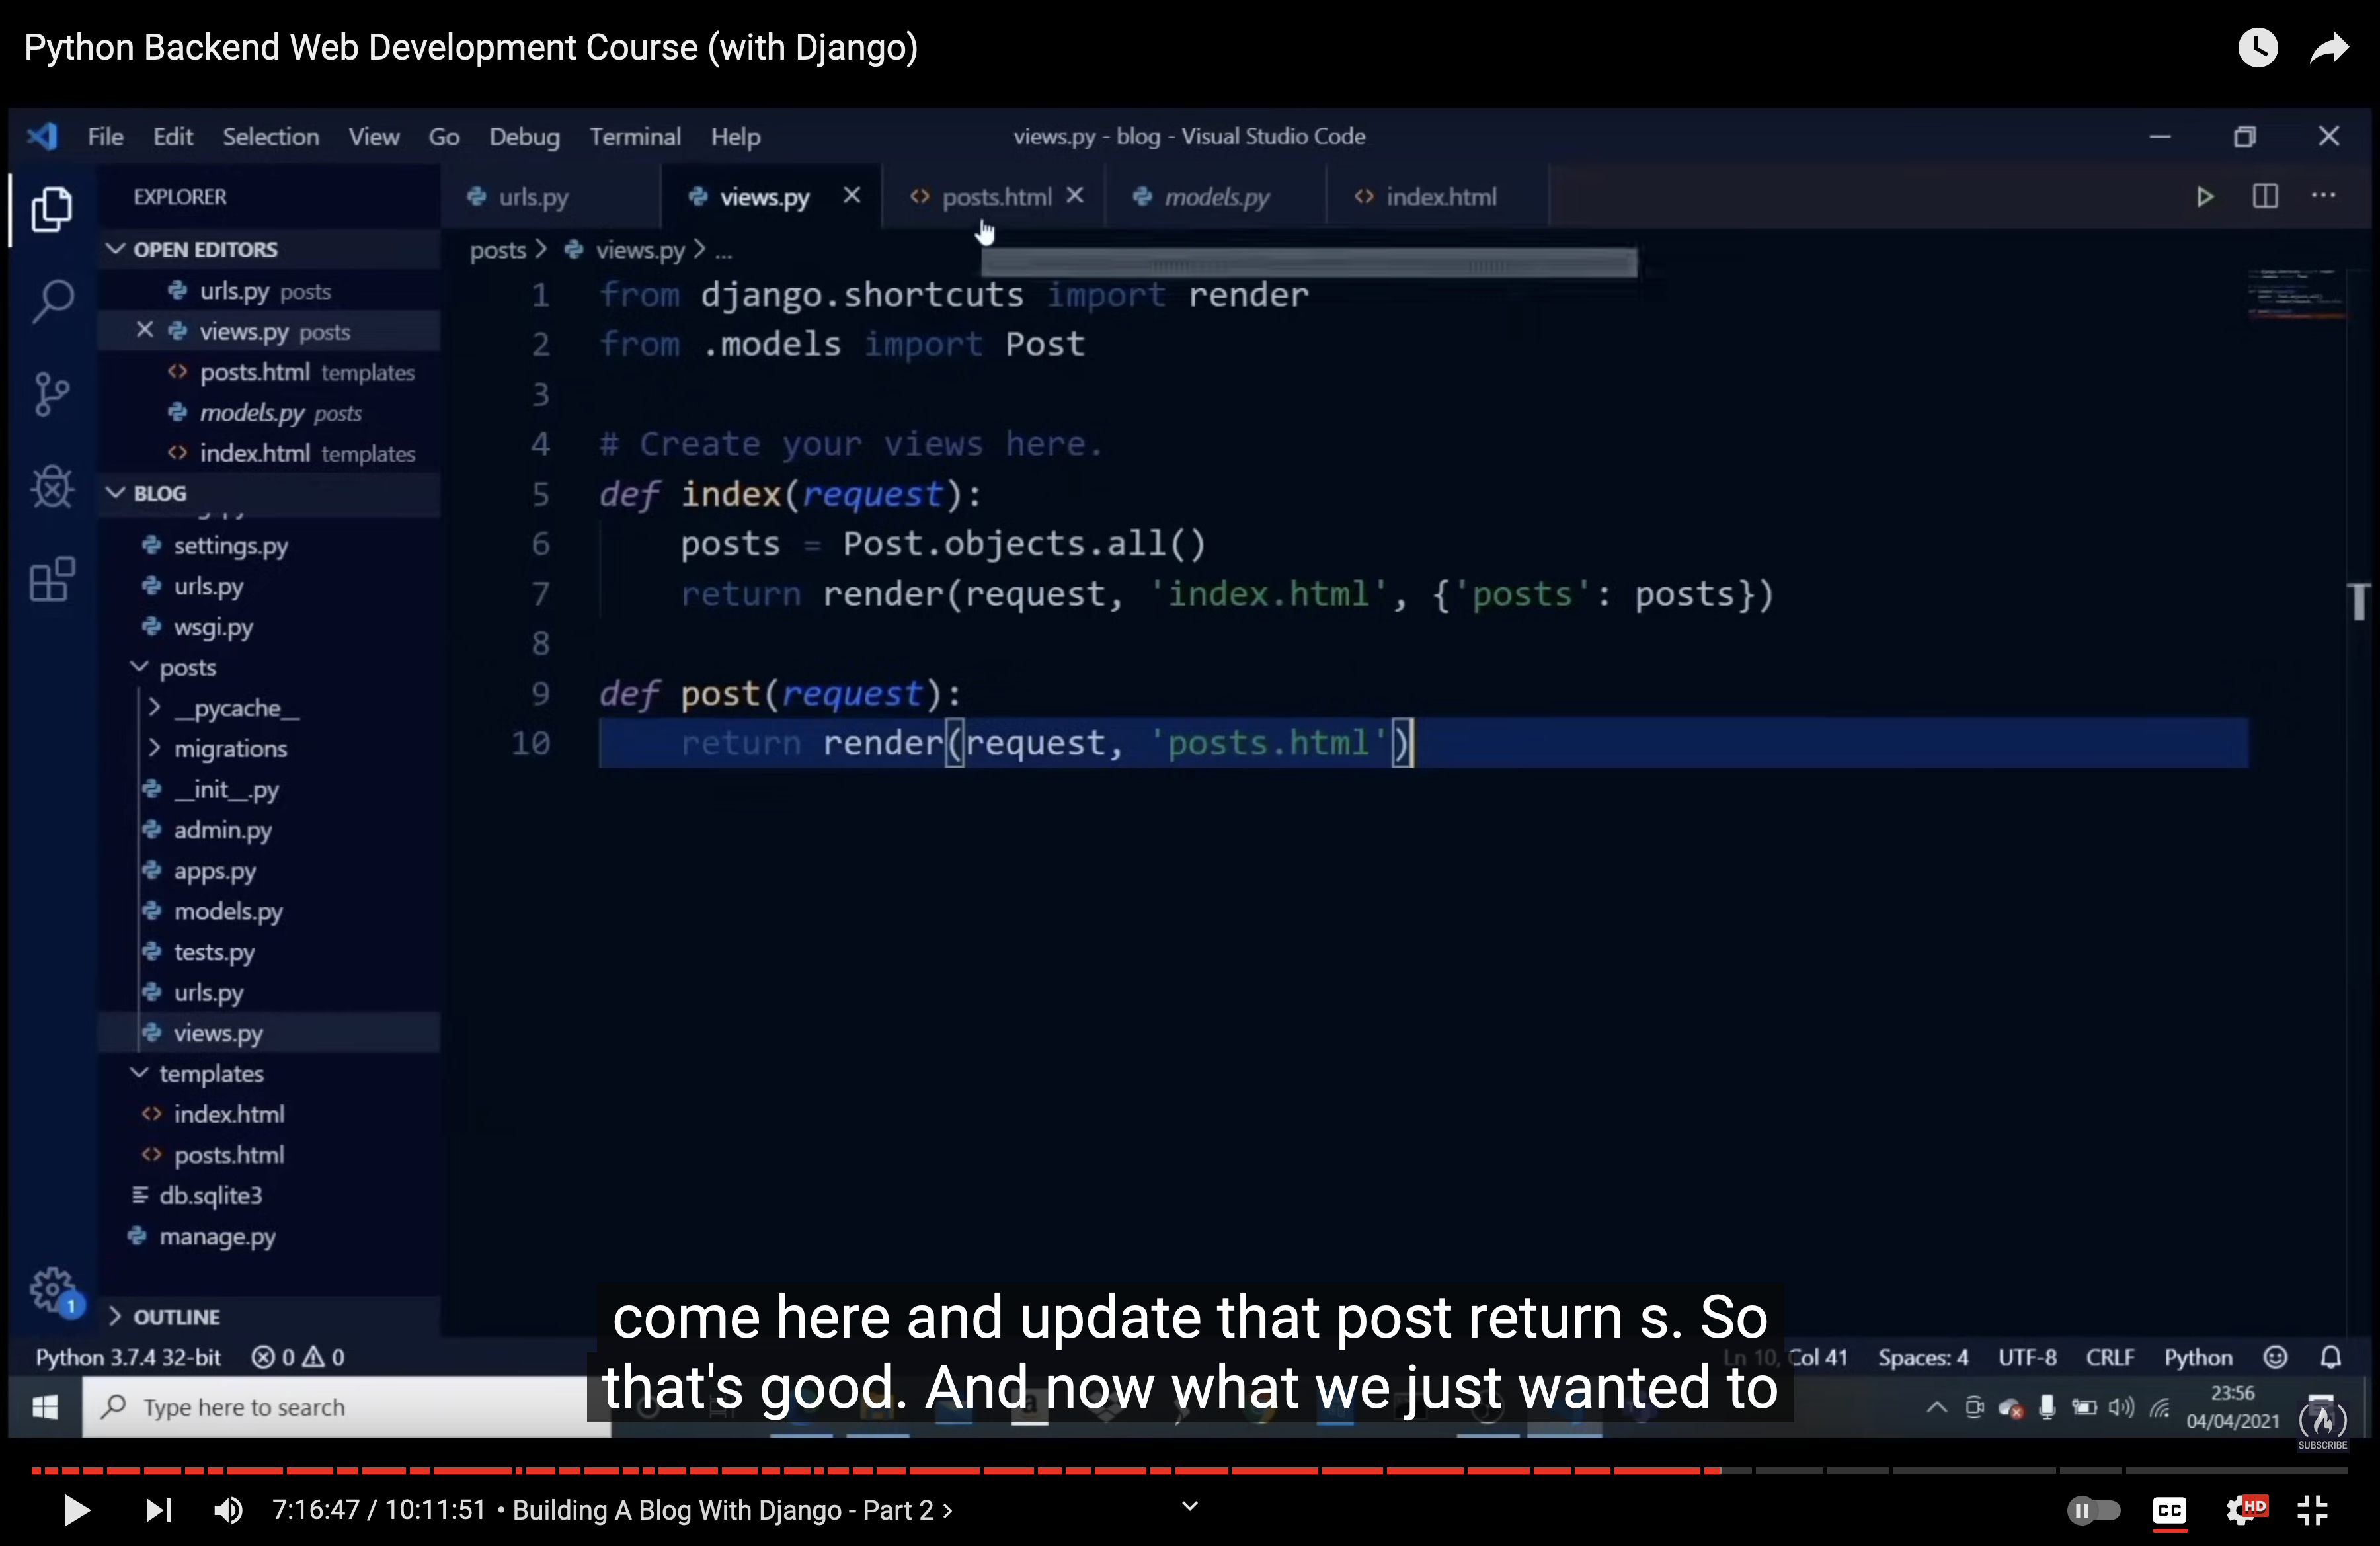 Python Backend Web Development Course (with Django)
File Edit Selection View Go Debug Terminal Help
views.py - blog - Visual Studio Code
EXPLORER
urls.py
views.py
posts.html
models.py
index.html
OPEN EDITORS
urls.py posts
views.py posts
posts.html templates
models.py posts
index.html templates
BLOG
settings.py
urls.py
wsgi.py
posts
__pycache__
migrations
__init__.py
admin.py
apps.py
models.py
tests.py
urls.py
views.py
templates
index.html
posts.html
db.sqlite3
manage.py
OUTLINE
posts > views.py > ...
1 from django.shortcuts import render
2 from .models import Post
3
4 # Create your views here.
5 def index(request):
6 posts = Post.objects.all()
7 return render(request, 'index.html', {'posts': posts})
8
9 def post(request):
10 return render(request, 'posts.html')
come here and update that post return s. So
that's good. And now what we just wanted to
Python 3.7.4 32-bit 0 0
Ln 10, Col 41 Spaces: 4 UTF-8 CRLF Python
1
Type here to search
23:56
04/04/2021
SUBSCRIBE
7:16:47 / 10:11:51 • Building A Blog With Django - Part 2 >
CC
HD